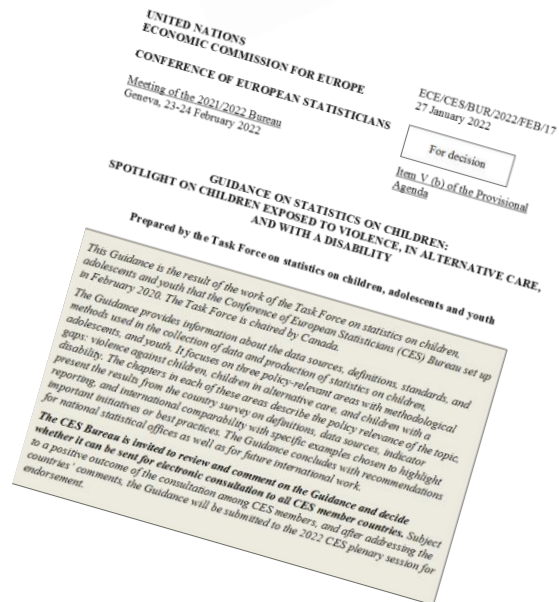 UNITED NATIONS
ECONOMIC COMMISSION FOR EUROPE
CONFERENCE OF EUROPEAN STATISTICIANS
Meeting of the 2021/2022 Bureau
Geneva, 23-24 February 2022
ECE/CES/BUR/2022/FEB/17
27 January 2022
For decision
Item V (b) of the Provisional
Agenda
GUIDANCE ON STATISTICS ON CHILDREN:
SPOTLIGHT ON CHILDREN EXPOSED TO VIOLENCE, IN ALTERNATIVE CARE,
AND WITH A DISABILITY
Prepared by the Task Force on statistics on children, adolescents and youth
This Guidance is the result of the work of the Task Force on statistics on children,
adolescents and youth that the Conference of European Statisticians (CES) Bureau set up
in February 2020. The Task Force is chaired by Canada.
The Guidance provides information about the data sources, definitions, standards, and
methods used in the collection of data and production of statistics on children,
adolescents, and youth. It focuses on three policy-relevant areas with methodological
gaps: violence against children, children in alternative care, and children with a
disability. The chapters in each of these areas describe the policy relevance of the topic,
present the results from the country survey on definitions, data sources, indicator
reporting, and international comparability with specific examples chosen to highlight
important initiatives or best practices. The Guidance concludes with recommendations
for national statistical offices as well as for future international work.
The CES Bureau is invited to review and comment on the Guidance and decide
whether it can be sent for electronic consultation to all CES member countries. Subject
to a positive outcome of the consultation among CES members, and after addressing the
countries' comments, the Guidance will be submitted to the 2022 CES plenary session for
endorsement.